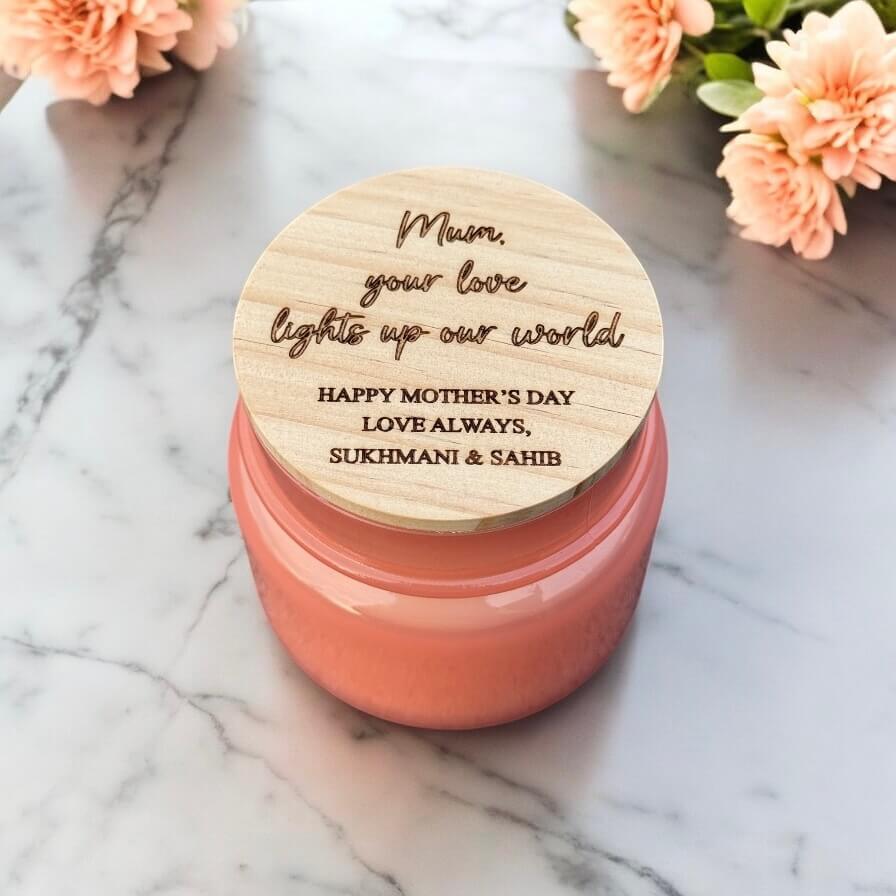 Mum,
your love
lights up our world
HAPPY MOTHER'S DAY
LOVE ALWAYS,
SUKHMANI & SAHIB